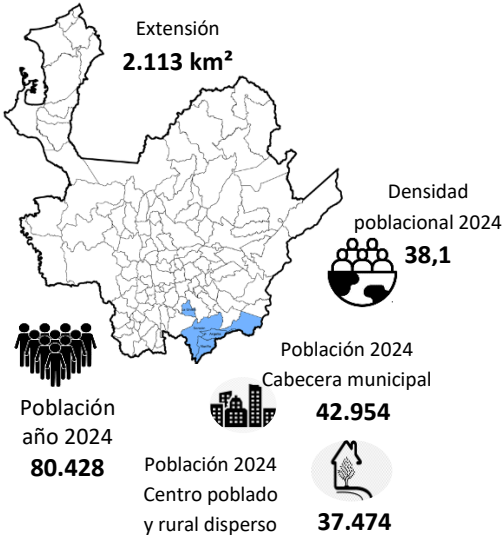 Extensión
2.113 km²
Densidad
poblacional 2024
38,1
Población
año 2024
80.428
Población 2024
Cabecera municipal
42.954
Población 2024
Centro poblado
y rural disperso
37.474